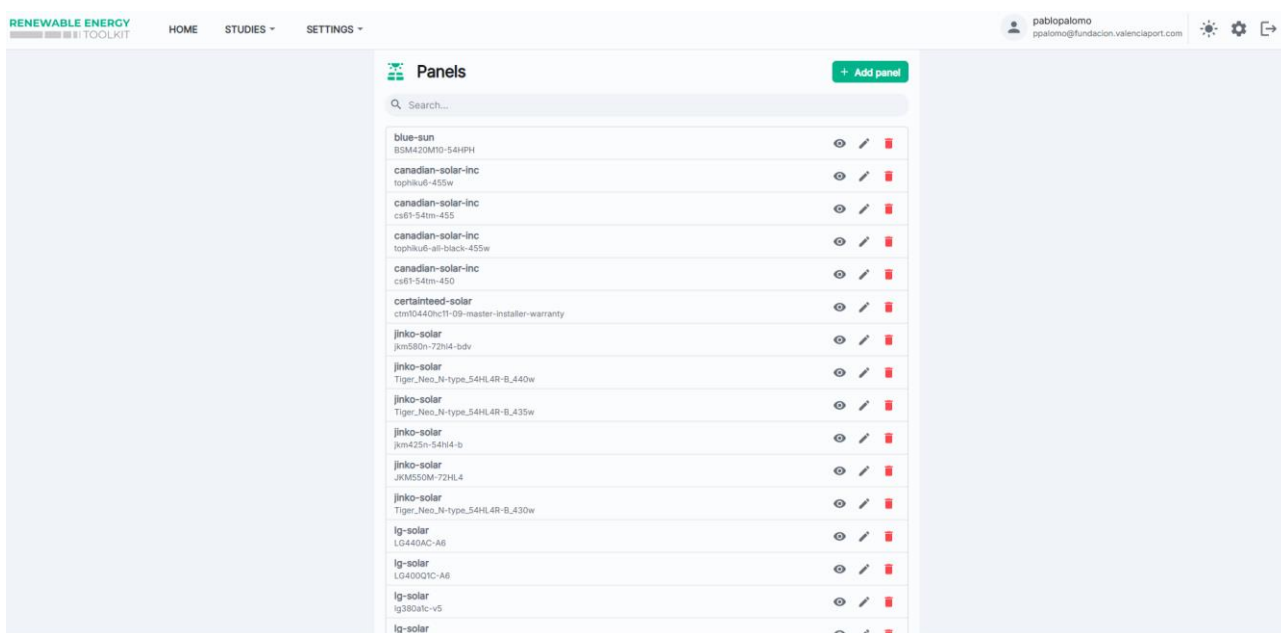 RENEWABLE ENERGY
TOOLKIT
HOME
STUDIES
SETTINGS
pablopalomo
ppalomo@fundacion.valenciaport.com
Panels
+ Add panel
Search...
blue-sun
BSM420M10-54HPH
canadian-solar-inc
tophiku6-455w
canadian-solar-inc
cs61-54tm-455
canadian-solar-inc
tophiku6-all-black-455w
canadian-solar-inc
cs61-54tm-450
certainteed-solar
ctm10440hc11-09-master-installer-warranty
jinko-solar
jkm580n-72hl4-bdv
jinko-solar
Tiger_Neo_N-type_54HL4R-B_440w
jinko-solar
Tiger_Neo_N-type_54HL4R-B_435w
jinko-solar
jkm425n-54hl4-b
jinko-solar
JKM550M-72HL4
jinko-solar
Tiger_Neo_N-type_54HL4R-B_430w
lg-solar
LG440AC-A6
lg-solar
LG400Q1C-A6
lg-solar
lg380a1c-v5
lg-solar